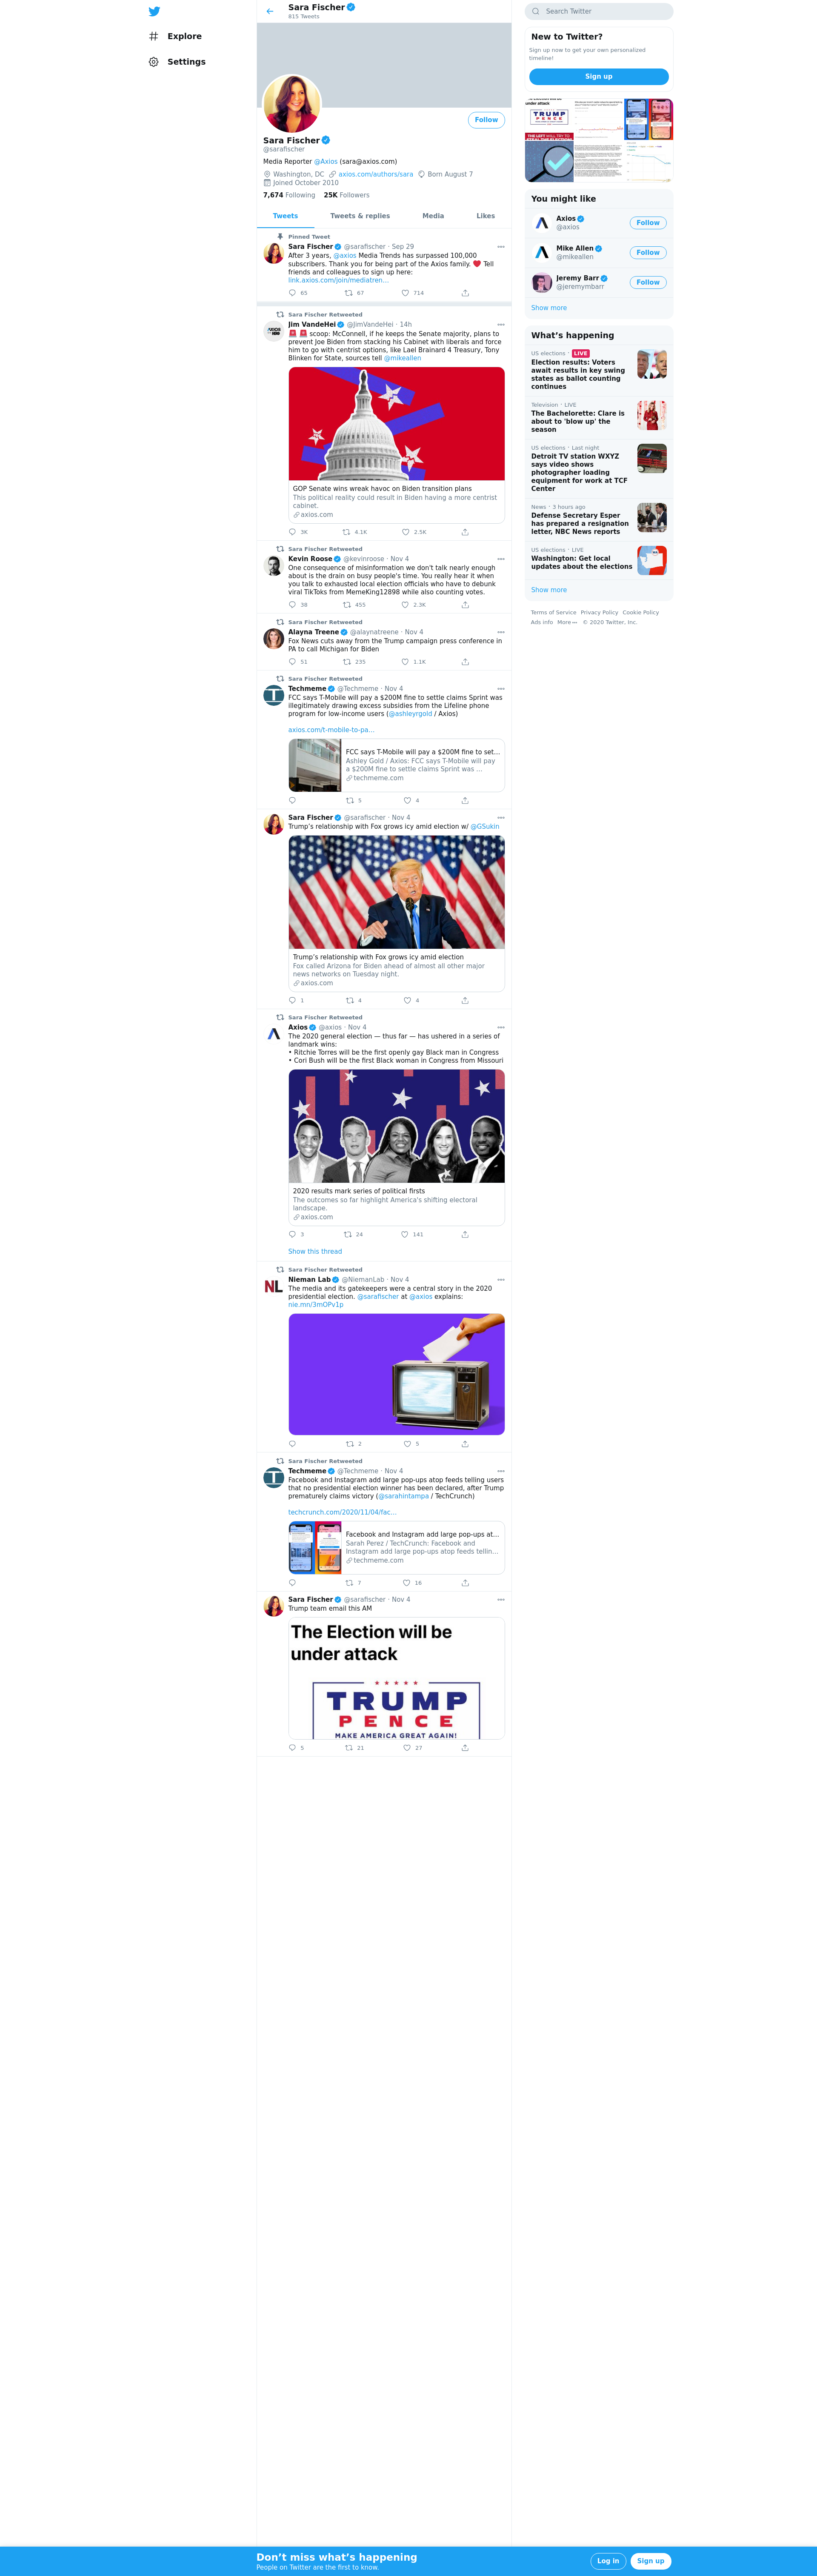 Explore
Settings
Sara Fischer
815 Tweets
Follow
Sara Fischer
@sarafischer
Media Reporter @Axios (sara@axios.com)
Washington, DC axios.com/authors/sara Born August 7
Joined October 2010
7,674 Following 25K Followers
Tweets Tweets & replies Media Likes
Pinned Tweet
Sara Fischer @sarafischer · Sep 29
After 3 years, @axios Media Trends has surpassed 100,000
subscribers. Thank you for being part of the Axios family. ❤️ Tell
friends and colleagues to sign up here:
link.axios.com/join/mediatren…
65 67 714
Sara Fischer Retweeted
Jim VandeHei @JimVandeHei · 14h
🚨 🚨 scoop: McConnell, if he keeps the Senate majority, plans to
prevent Joe Biden from stacking his Cabinet with liberals and force
him to go with centrist options, like Lael Brainard 4 Treasury, Tony
Blinken for State, sources tell @mikeallen
GOP Senate wins wreak havoc on Biden transition plans
This political reality could result in Biden having a more centrist
cabinet.
axios.com
3K 4.1K 2.5K
Sara Fischer Retweeted
Kevin Roose @kevinroose · Nov 4
One consequence of misinformation we don't talk nearly enough
about is the drain on busy people's time. You really hear it when
you talk to exhausted local election officials who have to debunk
viral TikToks from MemeKing12898 while also counting votes.
38 455 2.3K
Sara Fischer Retweeted
Alayna Treene @alaynatreene · Nov 4
Fox News cuts away from the Trump campaign press conference in
PA to call Michigan for Biden
51 235 1.1K
Sara Fischer Retweeted
Techmeme @Techmeme · Nov 4
FCC says T-Mobile will pay a $200M fine to settle claims Sprint was
illegitimately drawing excess subsidies from the Lifeline phone
program for low-income users (@ashleyrgold / Axios)
axios.com/t-mobile-to-pa…
FCC says T-Mobile will pay a $200M fine to set…
Ashley Gold / Axios: FCC says T-Mobile will pay
a $200M fine to settle claims Sprint was …
techmeme.com
5 4
Sara Fischer @sarafischer · Nov 4
Trump’s relationship with Fox grows icy amid election w/ @GSukin
Trump’s relationship with Fox grows icy amid election
Fox called Arizona for Biden ahead of almost all other major
news networks on Tuesday night.
axios.com
1 4 4
Sara Fischer Retweeted
Axios @axios · Nov 4
The 2020 general election — thus far — has ushered in a series of
landmark wins:
• Ritchie Torres will be the first openly gay Black man in Congress
• Cori Bush will be the first Black woman in Congress from Missouri
2020 results mark series of political firsts
The outcomes so far highlight America's shifting electoral
landscape.
axios.com
3 24 141
Show this thread
Sara Fischer Retweeted
NL
Nieman Lab @NiemanLab · Nov 4
The media and its gatekeepers were a central story in the 2020
presidential election. @sarafischer at @axios explains:
nie.mn/3mOPv1p
2 5
Sara Fischer Retweeted
Techmeme @Techmeme · Nov 4
Facebook and Instagram add large pop-ups atop feeds telling users
that no presidential election winner has been declared, after Trump
prematurely claims victory (@sarahintampa / TechCrunch)
techcrunch.com/2020/11/04/fac…
Facebook and Instagram add large pop-ups at…
Sarah Perez / TechCrunch: Facebook and
Instagram add large pop-ups atop feeds tellin…
techmeme.com
7 16
Sara Fischer @sarafischer · Nov 4
Trump team email this AM
The Election will be
under attack
TRUMP
PENCE
MAKE AMERICA GREAT AGAIN!
5 21 27
Search Twitter
New to Twitter?
Sign up now to get your own personalized
timeline!
Sign up
under attack
TRUMP
PENCE
You might like
Axios
@axios
Follow
Mike Allen
@mikeallen
Follow
Jeremy Barr
@jeremymbarr
Follow
Show more
What’s happening
US elections · LIVE
Election results: Voters
await results in key swing
states as ballot counting
continues
Television · LIVE
The Bachelorette: Clare is
about to 'blow up' the
season
US elections · Last night
Detroit TV station WXYZ
says video shows
photographer loading
equipment for work at TCF
Center
News · 3 hours ago
Defense Secretary Esper
has prepared a resignation
letter, NBC News reports
US elections · LIVE
Washington: Get local
updates about the elections
Show more
Terms of Service Privacy Policy Cookie Policy
Ads info More ••• © 2020 Twitter, Inc.
Don’t miss what’s happening
People on Twitter are the first to know.
Log in Sign up